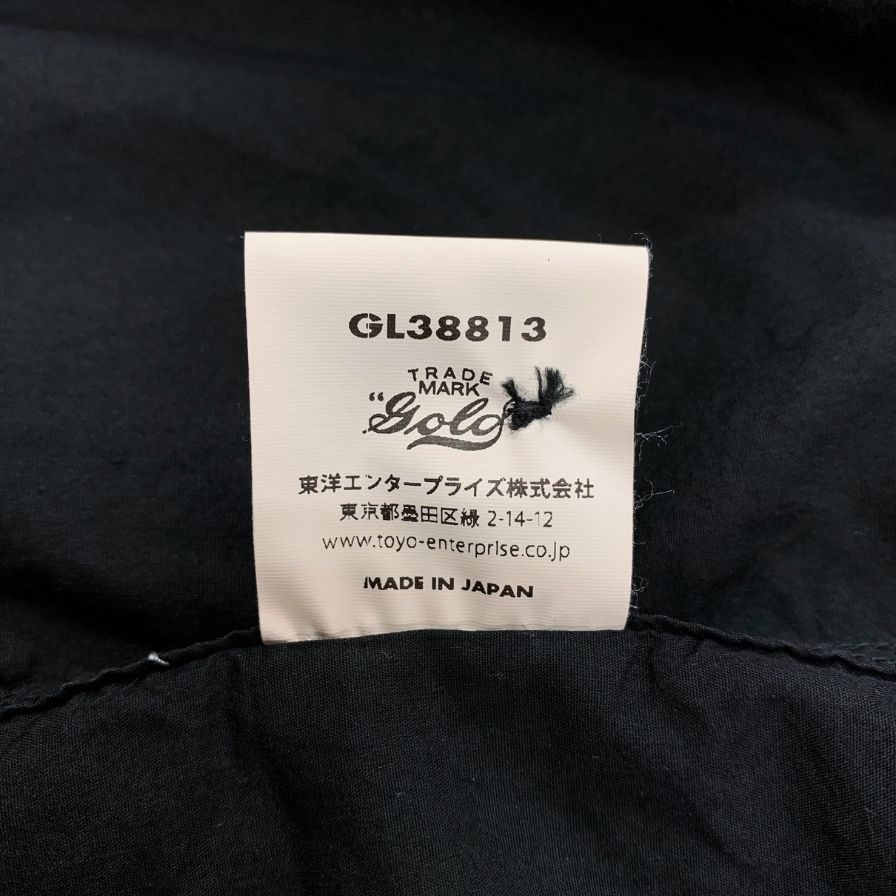 GL38813
TRADE
MARK
"Gold
東洋エンタープライズ株式会社
東京都墨田区緑 2-14-12
www.toyo-enterprise.co.jp
MADE IN JAPAN